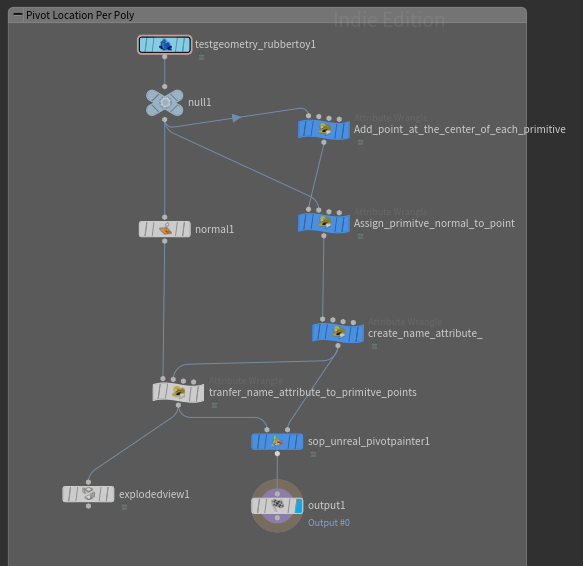 Pivot Location Per Poly
Indie Edition
testgeometry_rubbertoy1
null1
Attribute Wrangle
Add_point_at_the_center_of_each_primitive
Attribute Wrangle
Assign_primitve_normal_to_point
normal1
Attribute Wrangle
create_name_attribute_
Attribute Wrangle
tranfer_name_attribute_to_primitve_points
sop_unreal_pivotpainter1
explodedview1
output1
Output #0